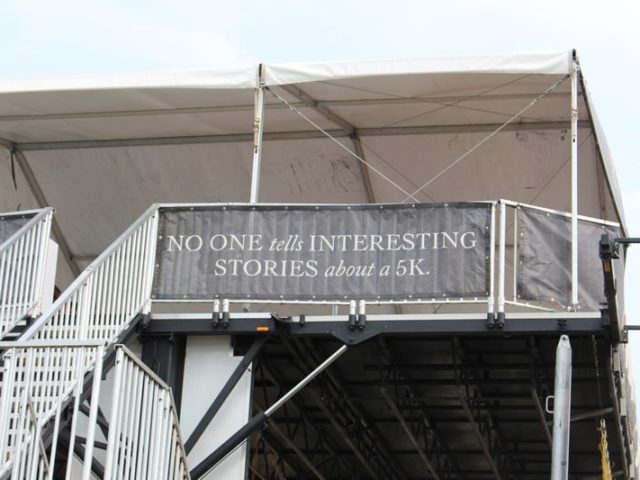 NO ONE tells INTERESTING
STORIES about a 5K.